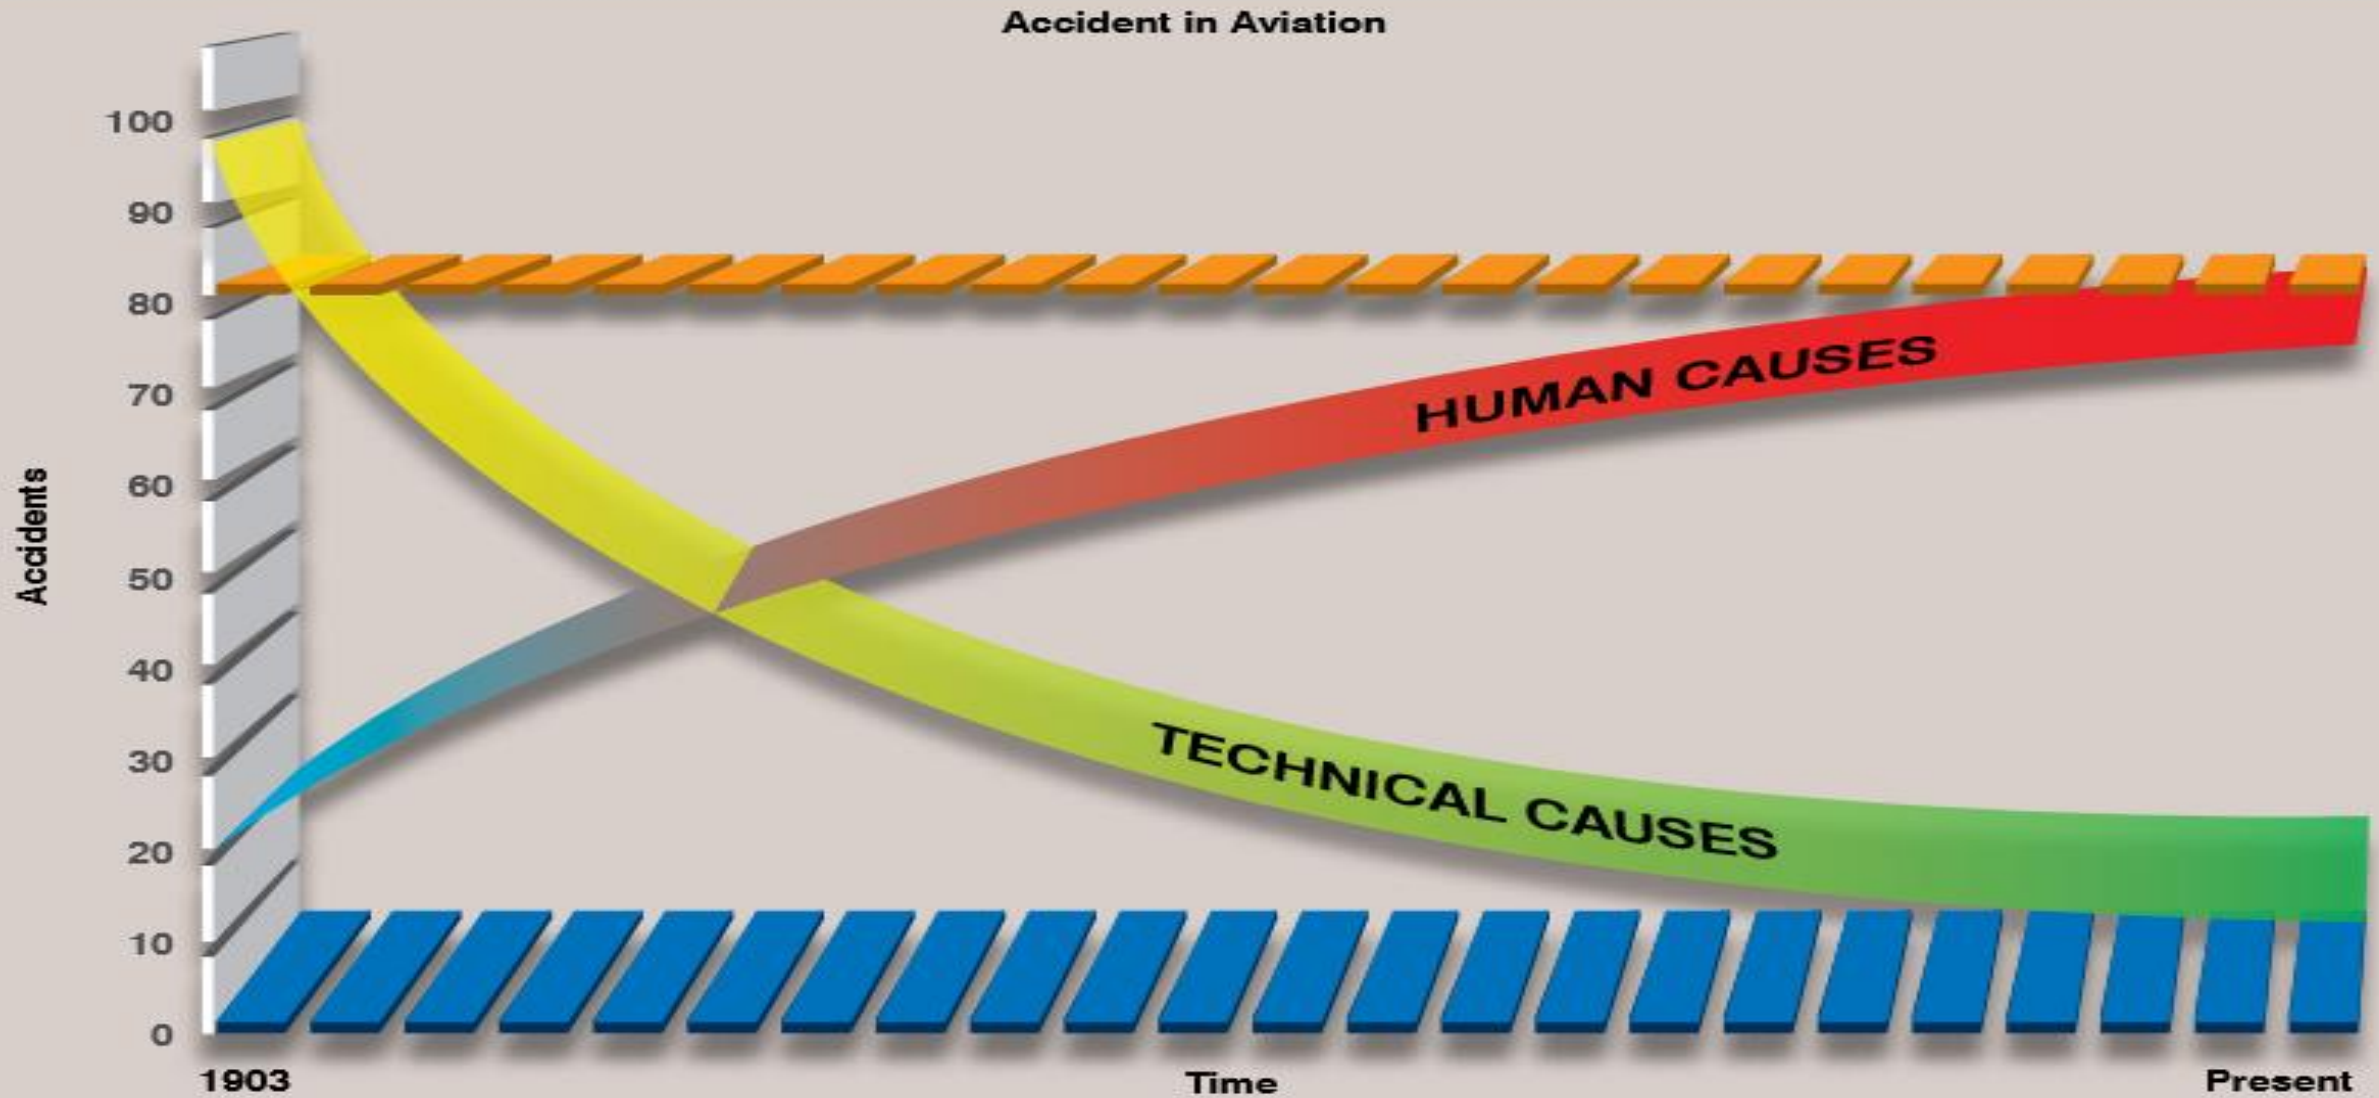 Accident in Aviation
100
90
80
70
60
50
40
30
20
10
0
Accidents
HUMAN CAUSES
TECHNICAL CAUSES
1903
Time
Present